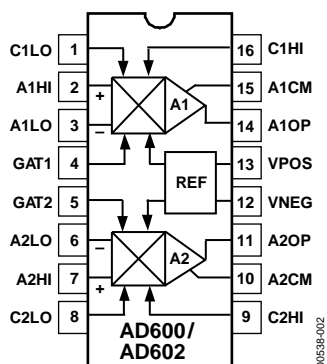 C1LO 1 16 C1HI
A1HI 2 + A1 15 A1CM
A1LO 3 – 14 A1OP
GAT1 4 REF 13 VPOS
GAT2 5 12 VNEG
A2LO 6 – A2 11 A2OP
A2HI 7 + 10 A2CM
C2LO 8 9 C2HI
AD600/
AD602
00538-002